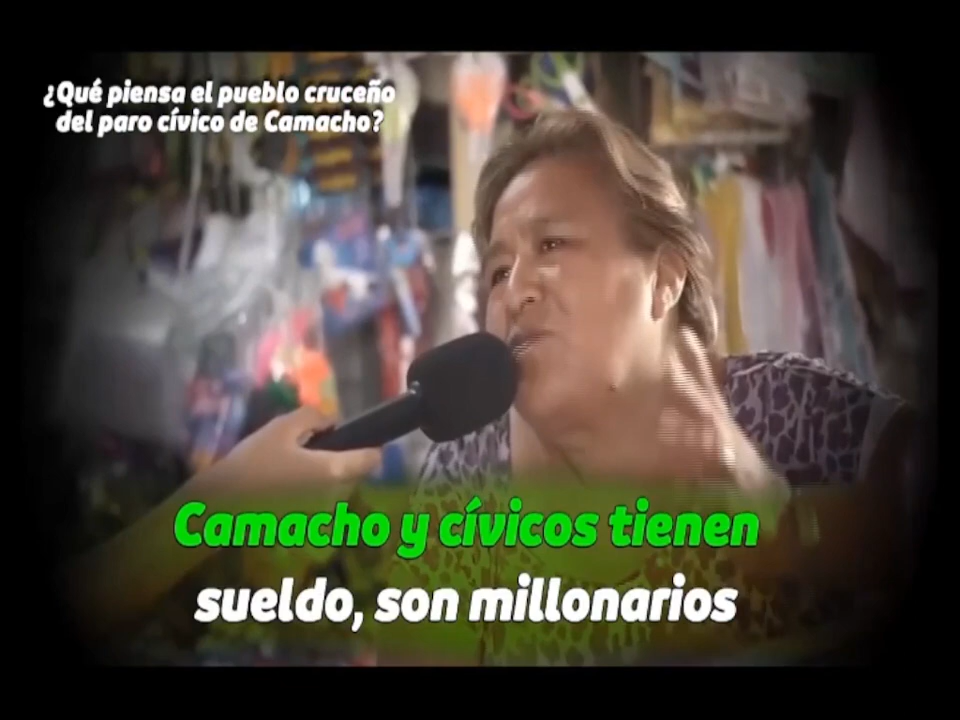 ¿Qué piensa el pueblo cruceño
del paro cívico de Camacho?
Camacho y cívicos tienen
sueldo, son millonarios